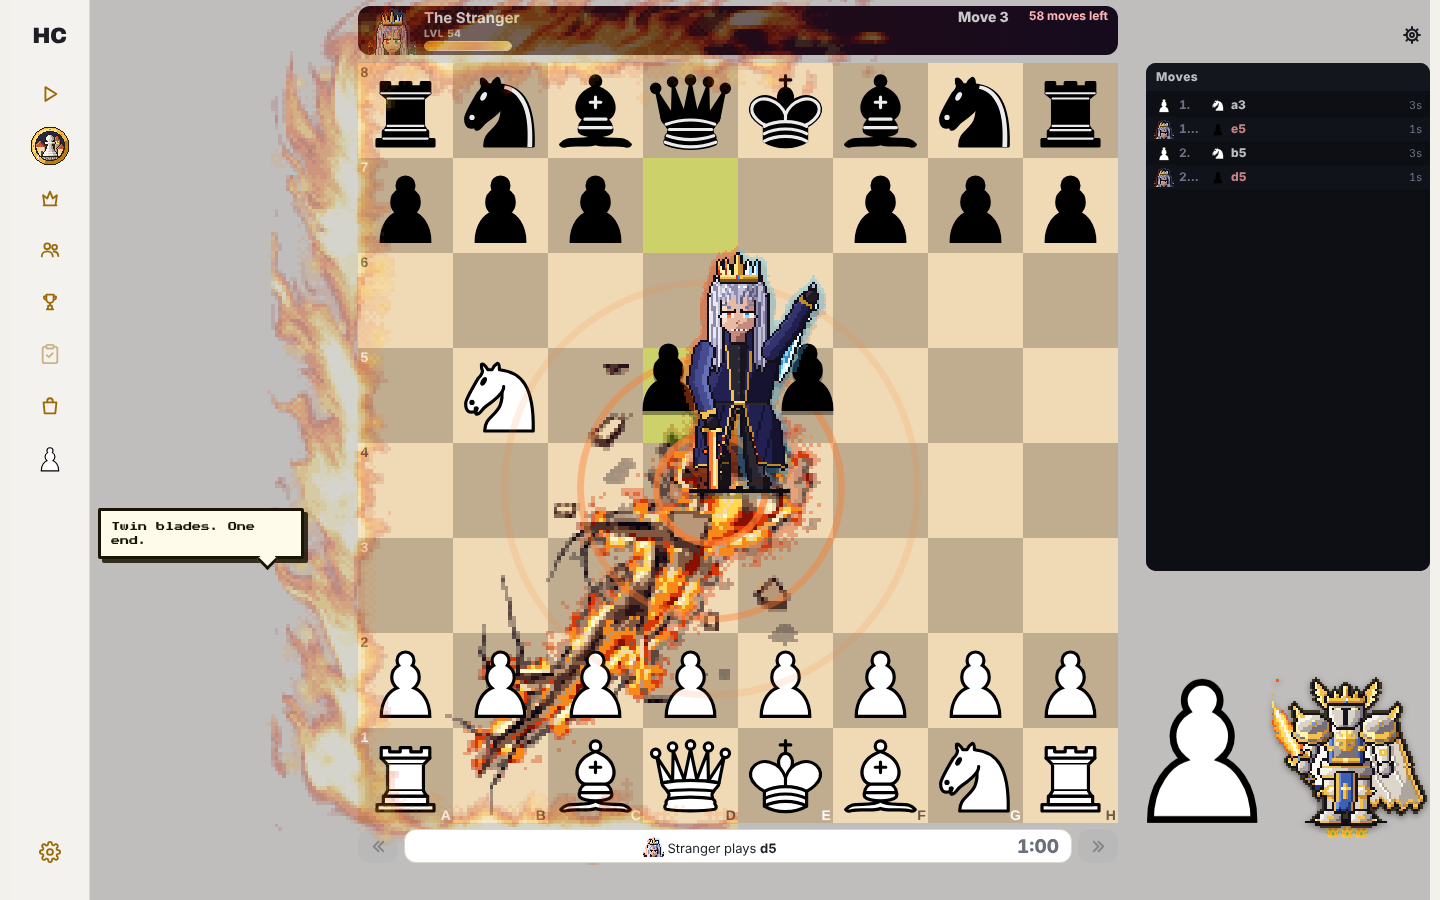 HC
The Stranger
LVL 54
Move 3
58 moves left
Moves
1. a3 3s
1... e5 1s
2. b5 3s
2... d5 1s
8
7
6
5
4
3
2
1
A B C D E F G H
Twin blades. One
end.
Stranger plays d5
1:00